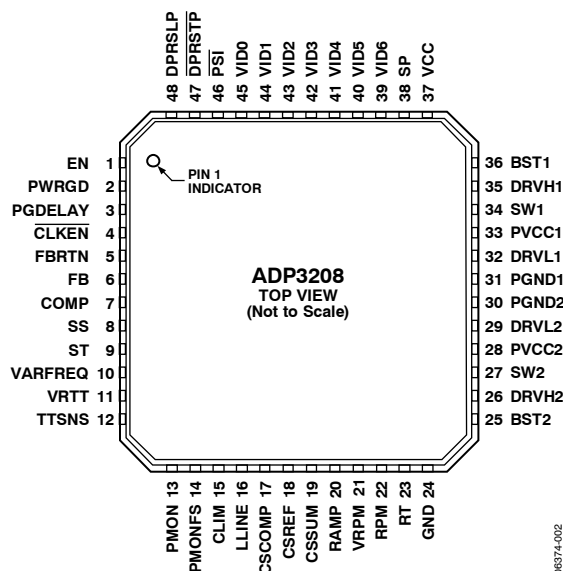 48 DPRSLP
47 DPRSTP
46 PSI
45 VID0
44 VID1
43 VID2
42 VID3
41 VID4
40 VID5
39 VID6
38 SP
37 VCC
EN 1
PWRGD 2
PGDELAY 3
CLKEN 4
FBRTN 5
FB 6
COMP 7
SS 8
ST 9
VARFREQ 10
VRTT 11
TTSNS 12
PIN 1
INDICATOR
ADP3208
TOP VIEW
(Not to Scale)
36 BST1
35 DRVH1
34 SW1
33 PVCC1
32 DRVL1
31 PGND1
30 PGND2
29 DRVL2
28 PVCC2
27 SW2
26 DRVH2
25 BST2
PMON 13
PMONFS 14
CLIM 15
LLINE 16
CSCOMP 17
CSREF 18
CSSUM 19
RAMP 20
VRPM 21
RPM 22
RT 23
GND 24
06374-002